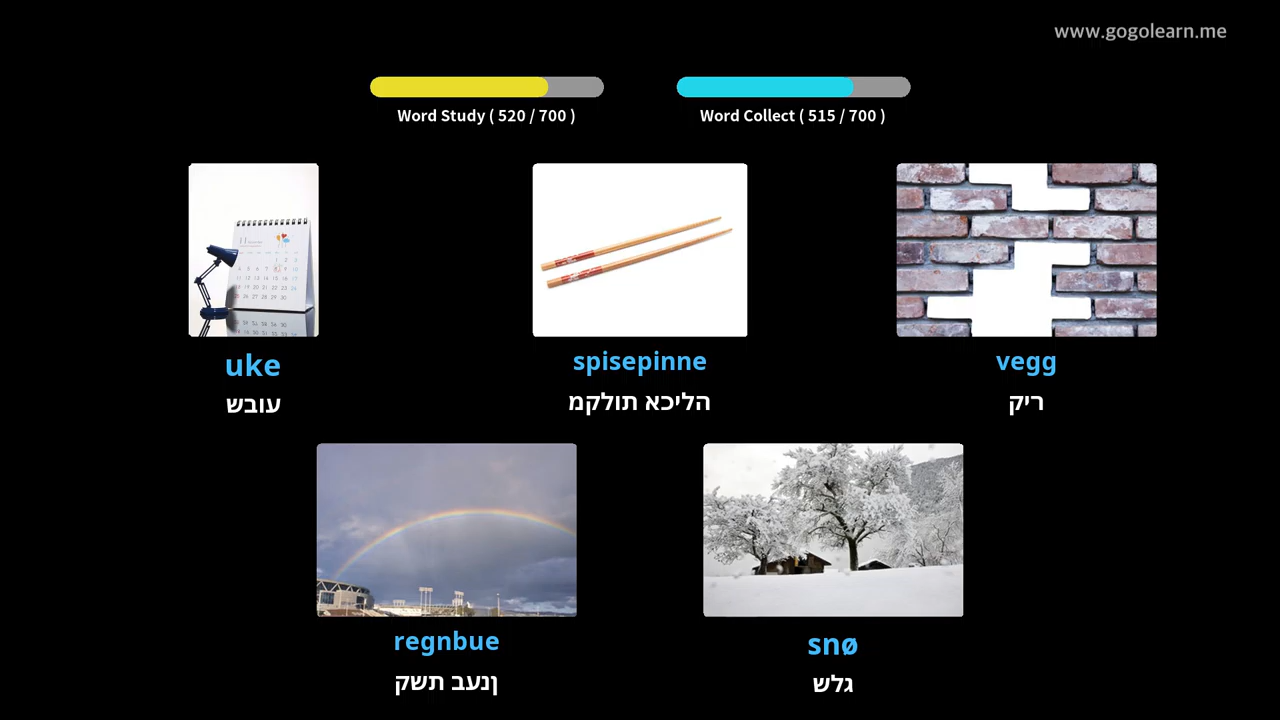 www.gogolearn.me
Word Study ( 520 / 700 )
Word Collect ( 515 / 700 )
uke
עובש
spisepinne
הליכא תולקמ
vegg
ריק
regnbue
ןנעב תשק
snø
גלש